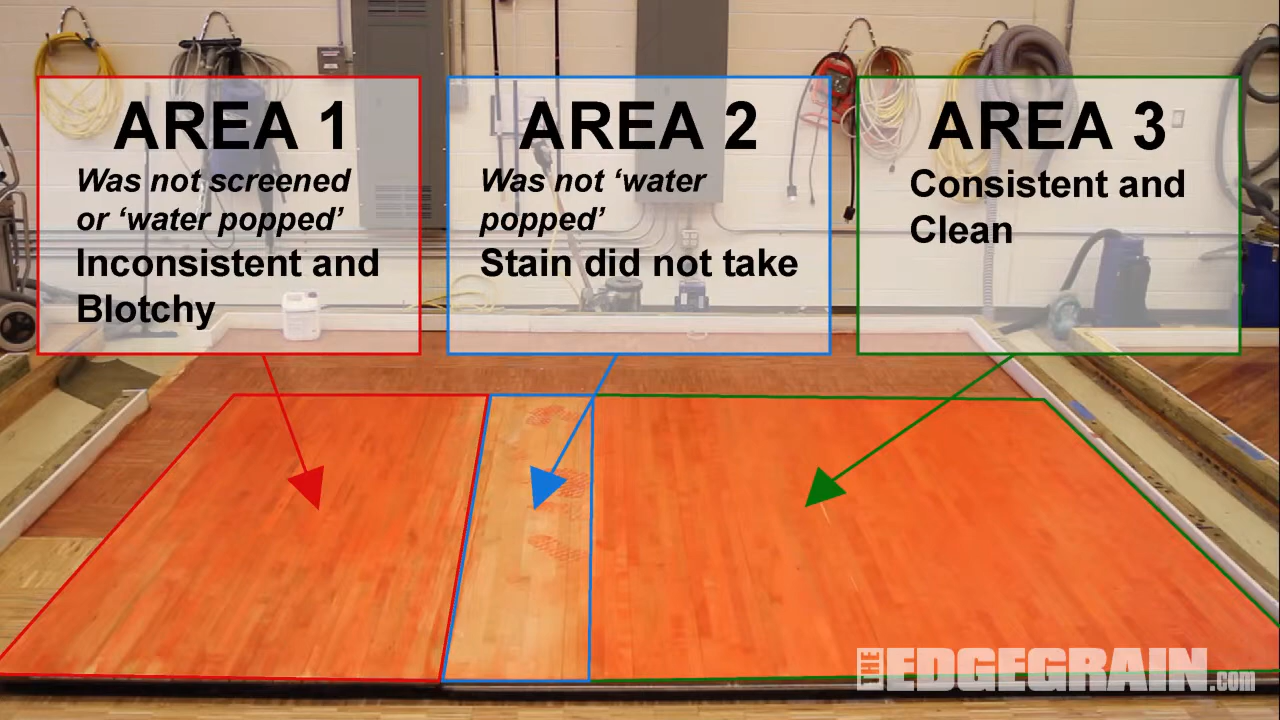 AREA 1
Was not screened
or ‘water popped’
Inconsistent and
Blotchy
AREA 2
Was not ‘water
popped’
Stain did not take
AREA 3
Consistent and
Clean
THE EDGEGRAIN.com